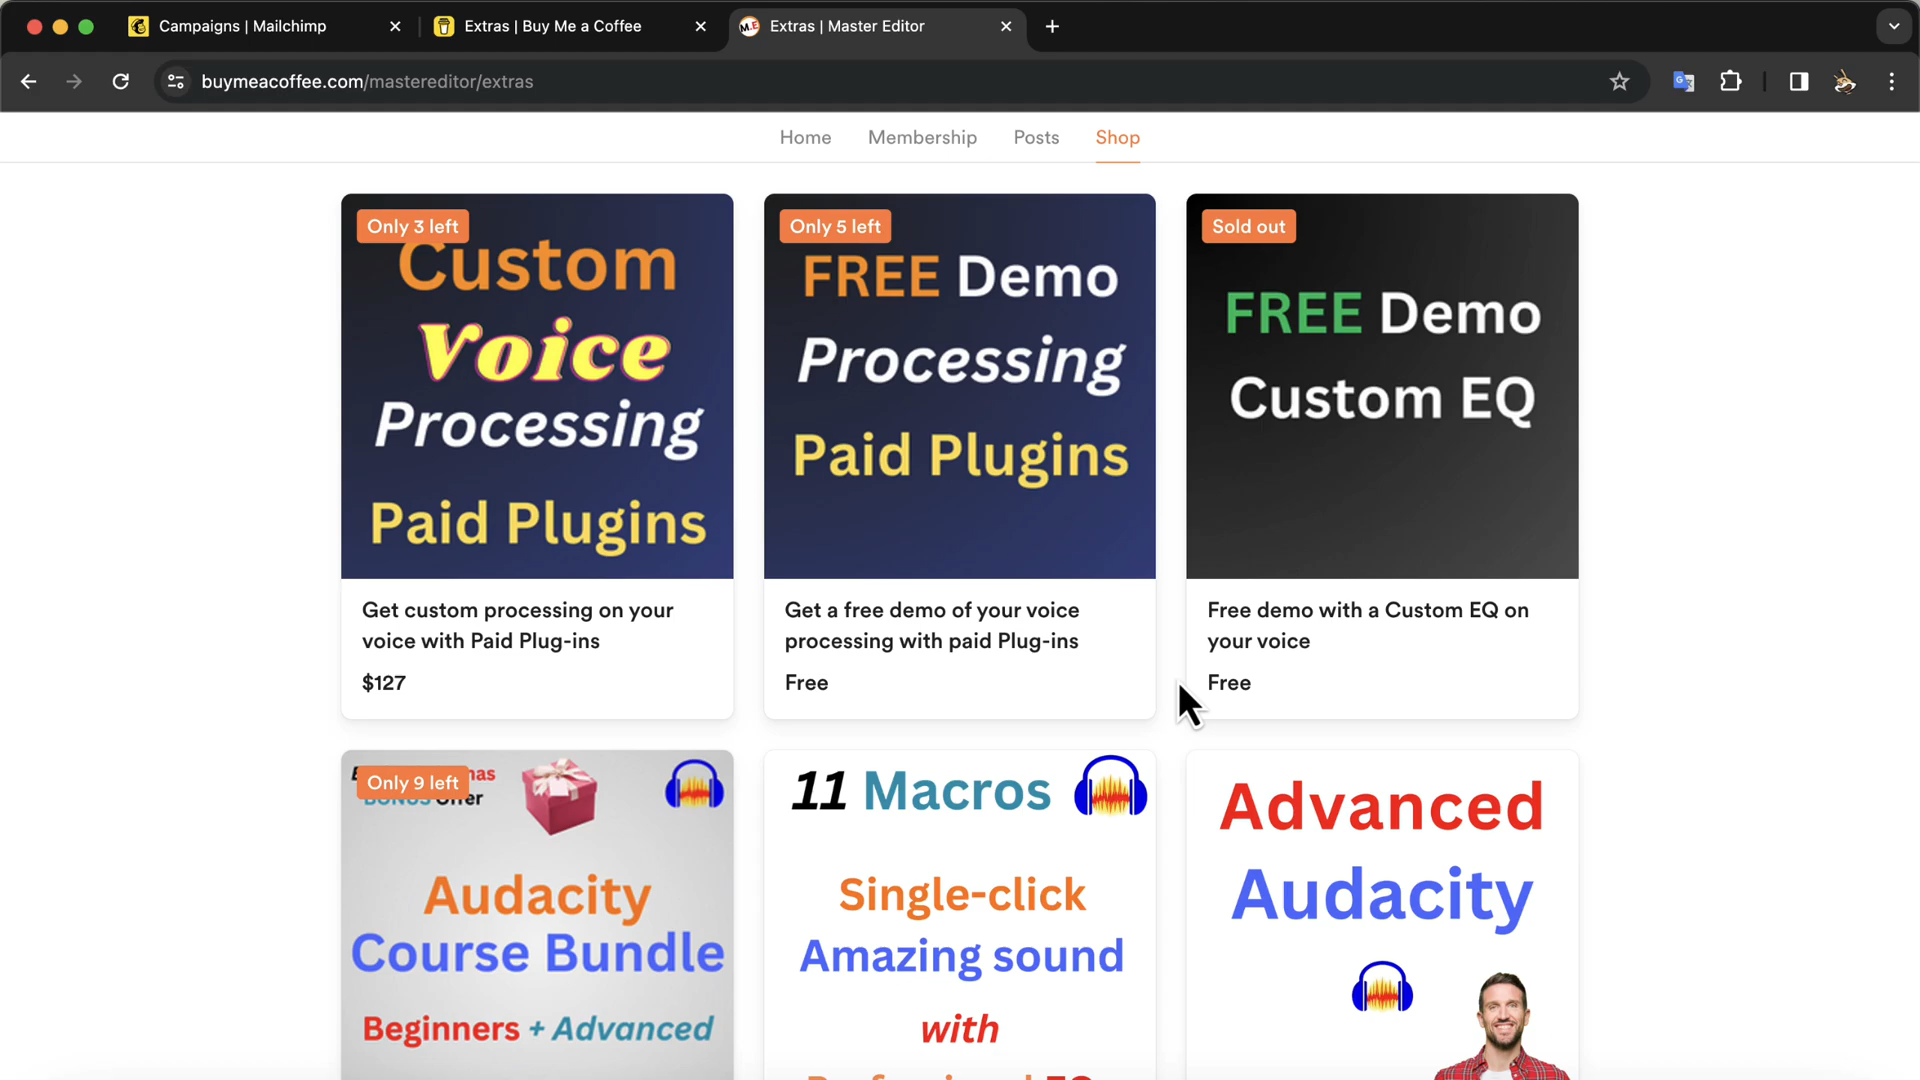 Campaigns | Mailchimp
Extras | Buy Me a Coffee
M.E
Extras | Master Editor
buymeacoffee.com/mastereditor/extras
Home
Membership
Posts
Shop
Only 3 left
Custom
Voice
Processing
Paid Plugins
Get custom processing on your
voice with Paid Plug-ins
$127
Only 5 left
FREE Demo
Processing
Paid Plugins
Get a free demo of your voice
processing with paid Plug-ins
Free
Sold out
FREE Demo
Custom EQ
Free demo with a Custom EQ on
your voice
Free
Only 9 left
Audacity
Course Bundle
Beginners + Advanced
11 Macros
Single-click
Amazing sound
with
Advanced
Audacity